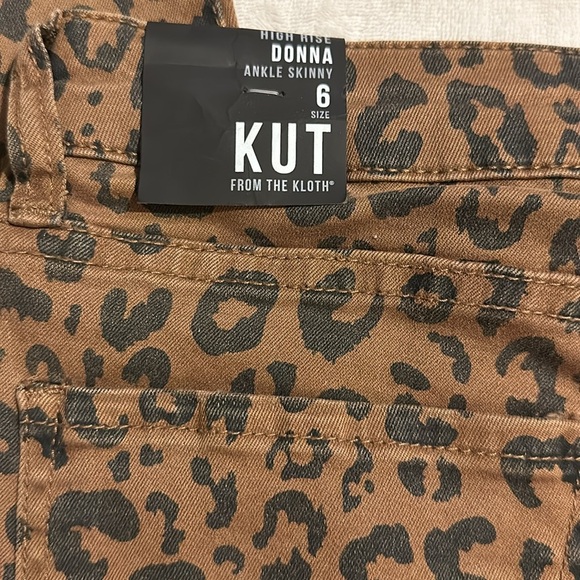 HIGH RISE
DONNA
ANKLE SKINNY
6
SIZE
KUT
FROM THE KLOTH®